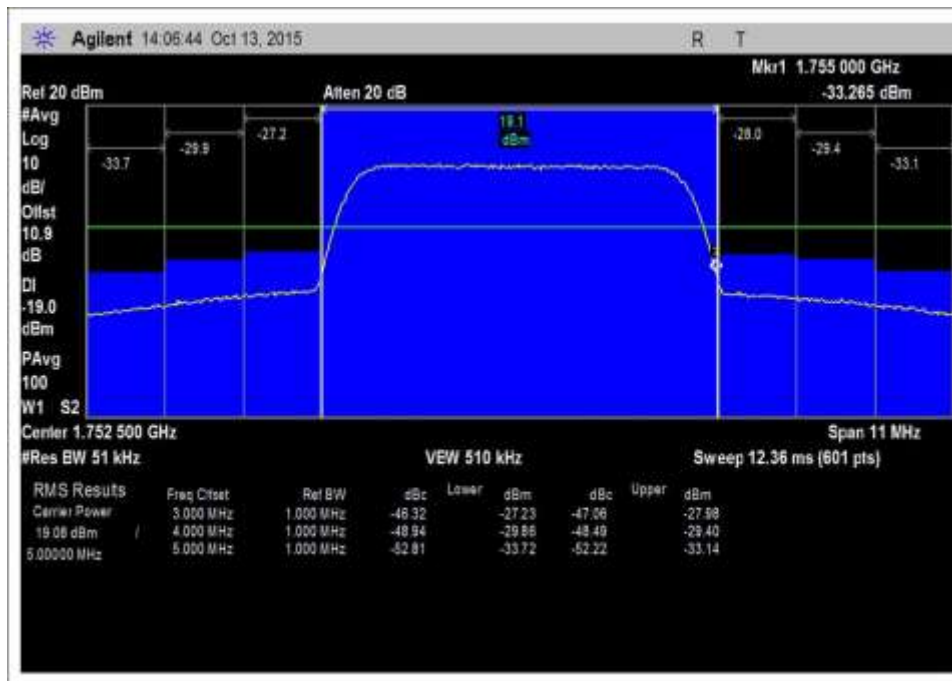 Agilent 14:06:44 Oct 13, 2015 R T
Mkr1 1.755 000 GHz
Ref 20 dBm Atten 20 dB -33.265 dBm
#Avg
Log
10
dB/
Offst
10.9
dB
DI
-19.0
dBm
PAvg
100
W1 S2
-33.7 -29.9 -27.2 19.1 dBm -28.0 -29.4 -33.1
Center 1.752 500 GHz Span 11 MHz
#Res BW 51 kHz VBW 510 kHz Sweep 12.36 ms (601 pts)
RMS Results Freq Offset Ref BW dBc Lower dBm dBc Upper dBm
Carrier Power 3.000 MHz 1.000 MHz -46.32 -27.23 -47.06 -27.98
19.08 dBm / 4.000 MHz 1.000 MHz -48.94 -29.86 -48.49 -29.40
5.00000 MHz 5.000 MHz 1.000 MHz -52.81 -33.72 -52.22 -33.14